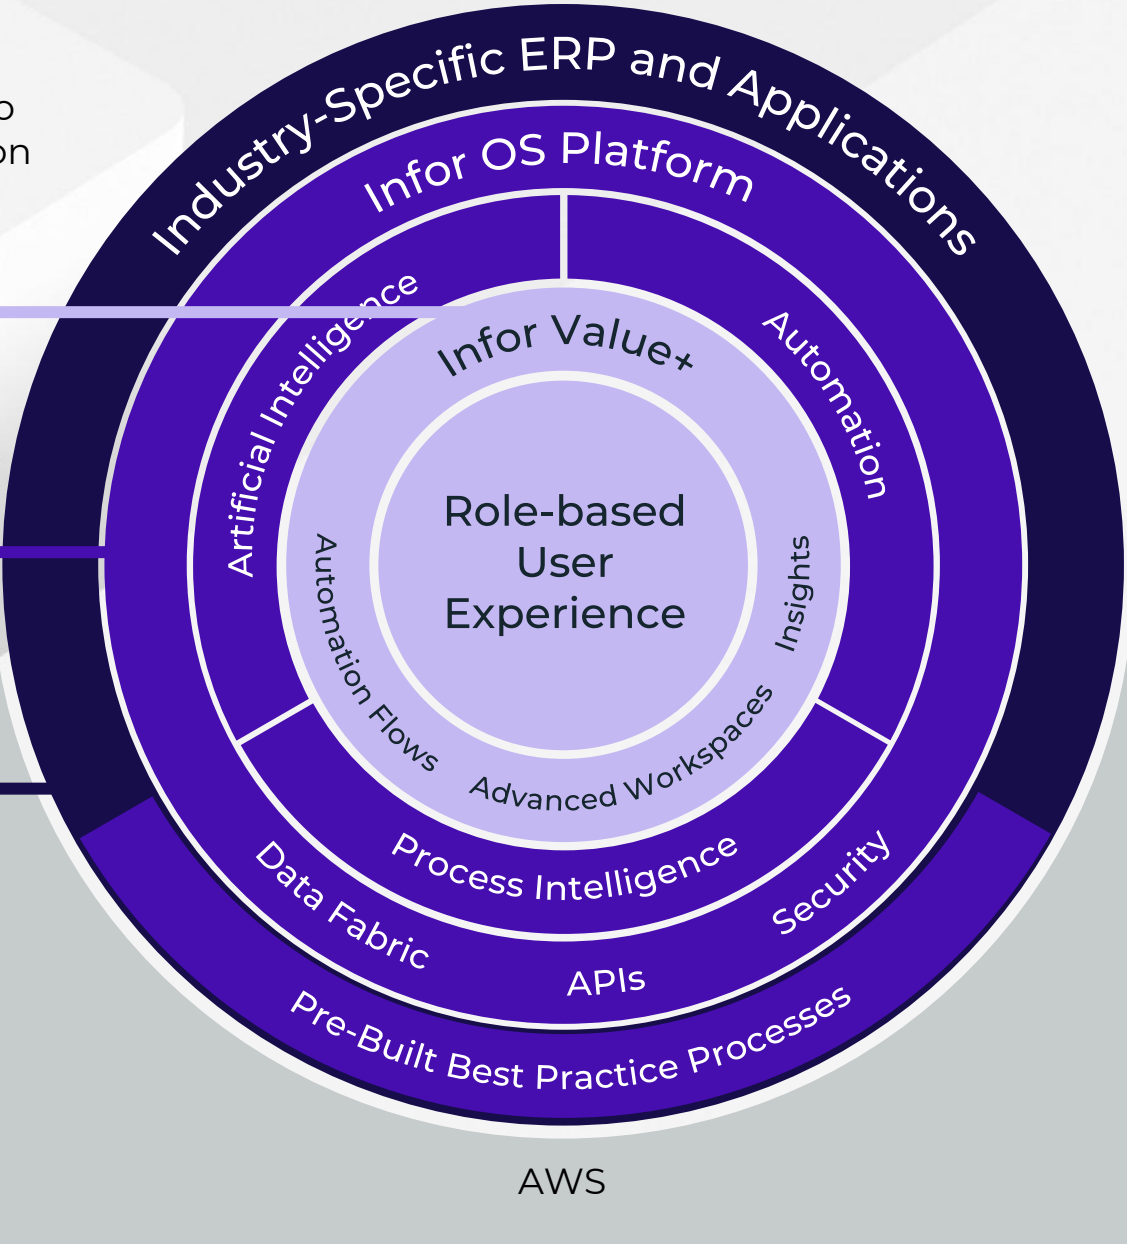 Industry-Specific ERP and Applications
Infor OS Platform
Artificial Intelligence
Automation
Infor Value+
Role-based
User
Experience
Automation Flows
Advanced Workspaces
Insights
Process Intelligence
Data Fabric
APIs
Security
Pre-Built Best Practice Processes
AWS